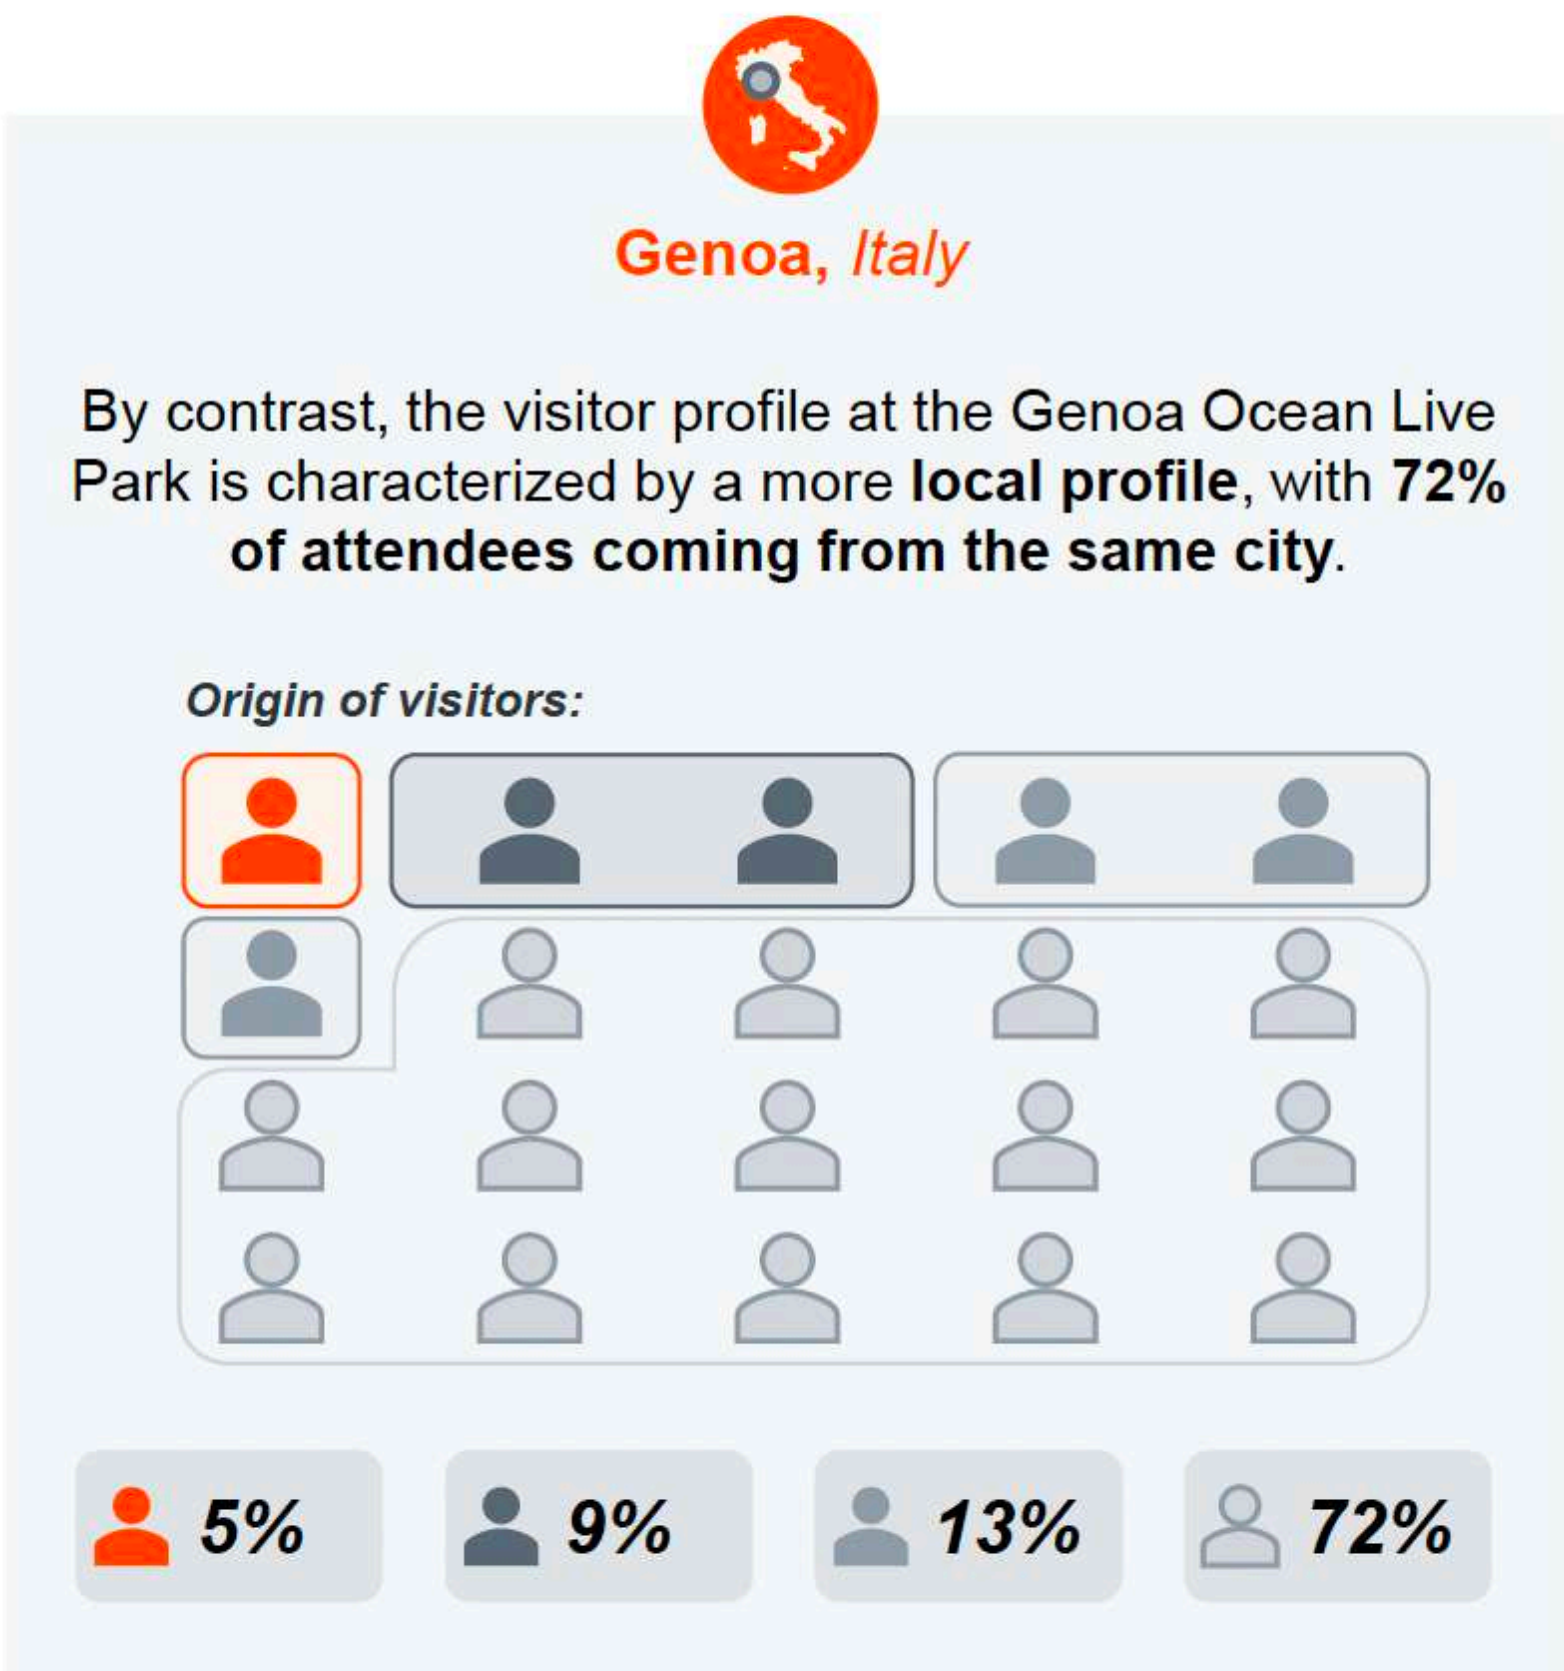 Genoa, Italy
By contrast, the visitor profile at the Genoa Ocean Live
Park is characterized by a more local profile, with 72%
of attendees coming from the same city.
Origin of visitors:
5%
9%
13%
72%